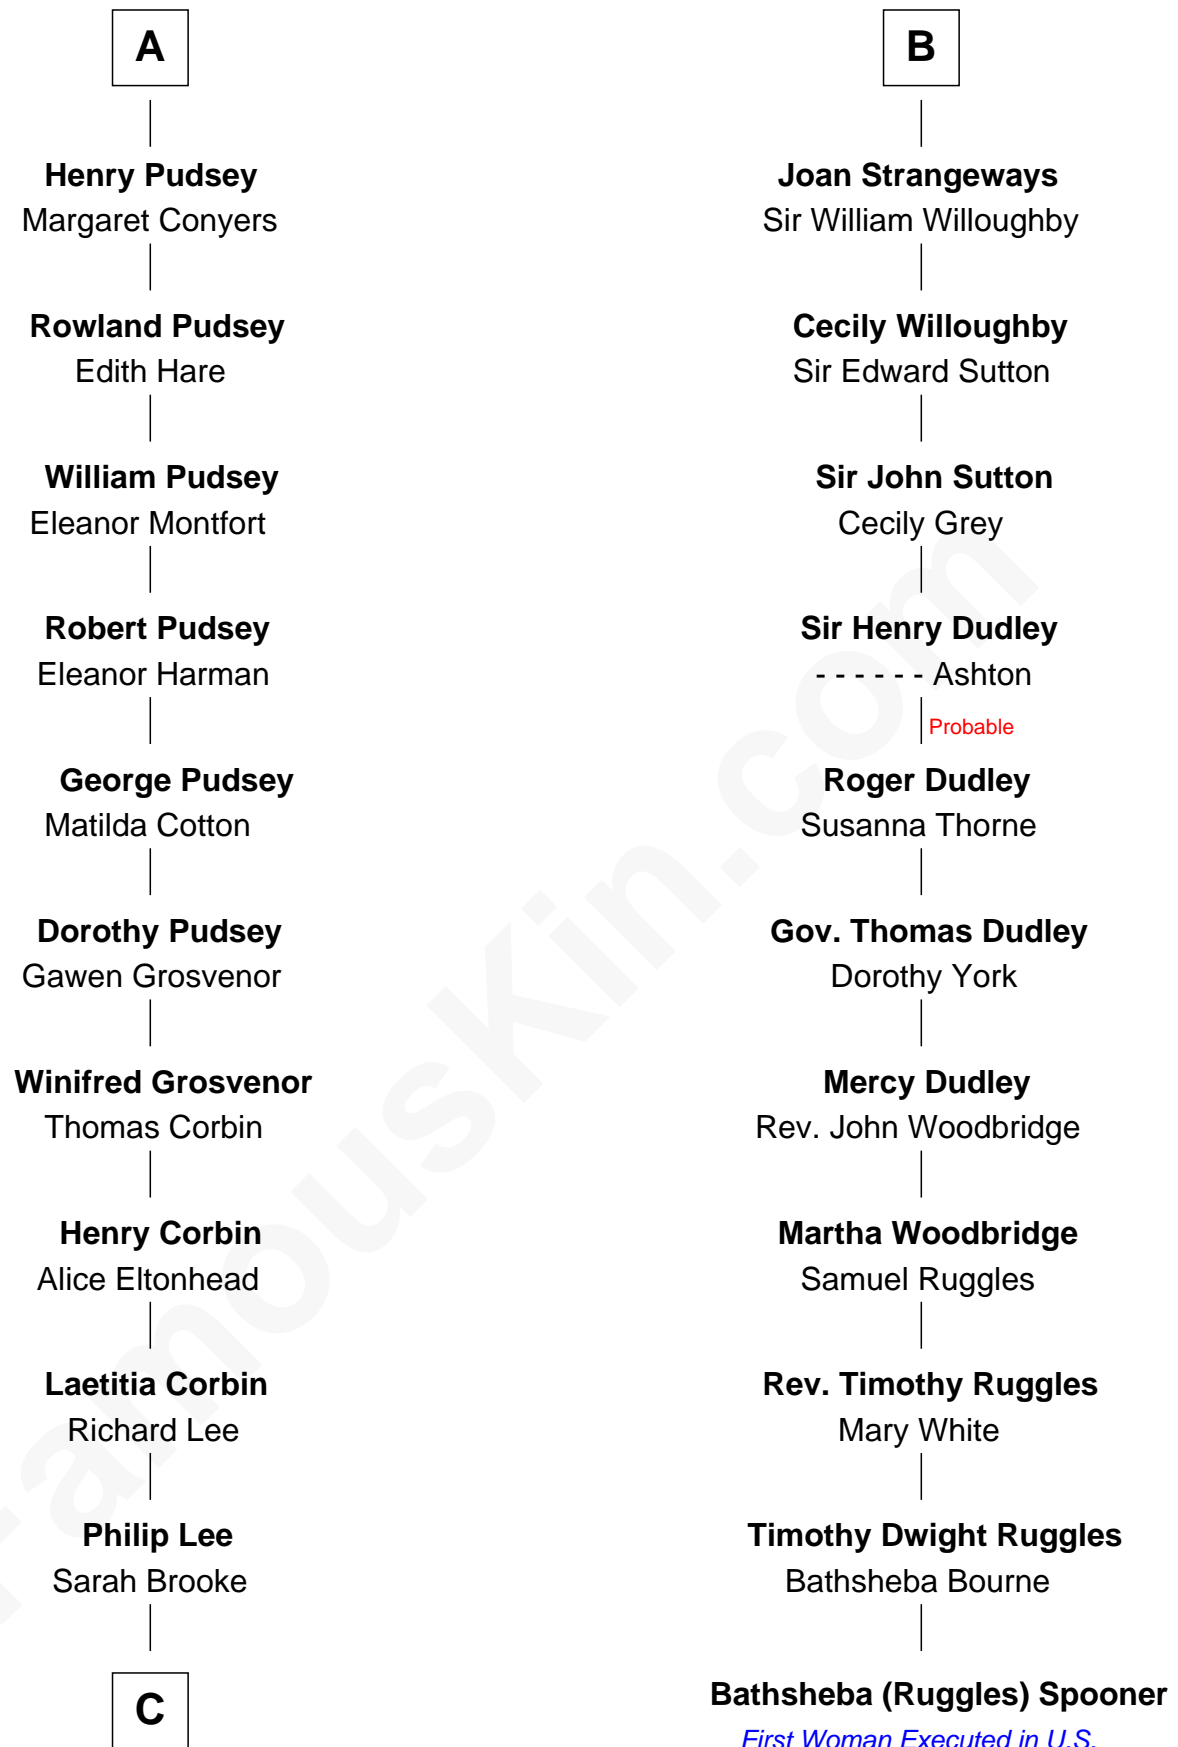 A
Henry Pudsey
Margaret Conyers
Rowland Pudsey
Edith Hare
William Pudsey
Eleanor Montfort
Robert Pudsey
Eleanor Harman
George Pudsey
Matilda Cotton
Dorothy Pudsey
Gawen Grosvenor
Winifred Grosvenor
Thomas Corbin
Henry Corbin
Alice Eltonhead
Laetitia Corbin
Richard Lee
Philip Lee
Sarah Brooke
C
B
Joan Strangeways
Sir William Willoughby
Cecily Willoughby
Sir Edward Sutton
Sir John Sutton
Cecily Grey
Sir Henry Dudley
- - - - - - Ashton
Probable
Roger Dudley
Susanna Thorne
Gov. Thomas Dudley
Dorothy York
Mercy Dudley
Rev. John Woodbridge
Martha Woodbridge
Samuel Ruggles
Rev. Timothy Ruggles
Mary White
Timothy Dwight Ruggles
Bathsheba Bourne
Bathsheba (Ruggles) Spooner
First Woman Executed in U.S.
FamousKin.com